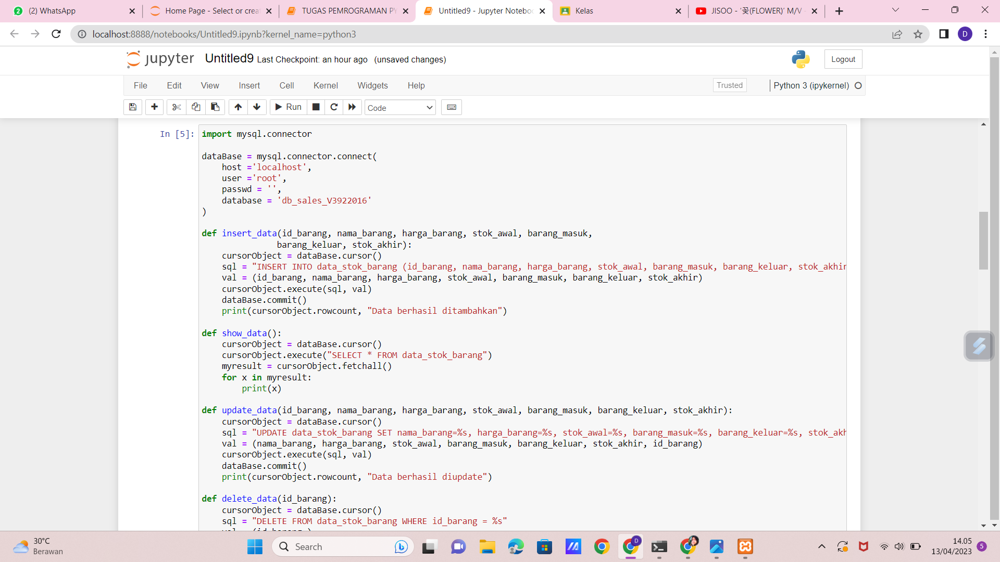 (2) WhatsApp
Home Page - Select or crea
TUGAS PEMROGRAMAN PY
Untitled9 - Jupyter Notebo
Kelas
JISOO - '꽃(FLOWER)' M/V -
localhost:8888/notebooks/Untitled9.ipynb?kernel_name=python3
D
jupyter Untitled9 Last Checkpoint: an hour ago (unsaved changes)
Logout
File Edit View Insert Cell Kernel Widgets Help
Trusted
Python 3 (ipykernel)
Run
Code
In [5]:
import mysql.connector
dataBase = mysql.connector.connect(
    host ='localhost',
    user ='root',
    passwd = '',
    database = 'db_sales_V3922016'
)
def insert_data(id_barang, nama_barang, harga_barang, stok_awal, barang_masuk,
               barang_keluar, stok_akhir):
    cursorObject = dataBase.cursor()
    sql = "INSERT INTO data_stok_barang (id_barang, nama_barang, harga_barang, stok_awal, barang_masuk, barang_keluar, stok_akhir
    val = (id_barang, nama_barang, harga_barang, stok_awal, barang_masuk, barang_keluar, stok_akhir)
    cursorObject.execute(sql, val)
    dataBase.commit()
    print(cursorObject.rowcount, "Data berhasil ditambahkan")
def show_data():
    cursorObject = dataBase.cursor()
    cursorObject.execute("SELECT * FROM data_stok_barang")
    myresult = cursorObject.fetchall()
    for x in myresult:
        print(x)
def update_data(id_barang, nama_barang, harga_barang, stok_awal, barang_masuk, barang_keluar, stok_akhir):
    cursorObject = dataBase.cursor()
    sql = "UPDATE data_stok_barang SET nama_barang=%s, harga_barang=%s, stok_awal=%s, barang_masuk=%s, barang_keluar=%s, stok_akh
    val = (nama_barang, harga_barang, stok_awal, barang_masuk, barang_keluar, stok_akhir, id_barang)
    cursorObject.execute(sql, val)
    dataBase.commit()
    print(cursorObject.rowcount, "Data berhasil diupdate")
def delete_data(id_barang):
    cursorObject = dataBase.cursor()
    sql = "DELETE FROM data_stok_barang WHERE id_barang = %s"
30°C
Berawan
Search
D
14.05
13/04/2023
5